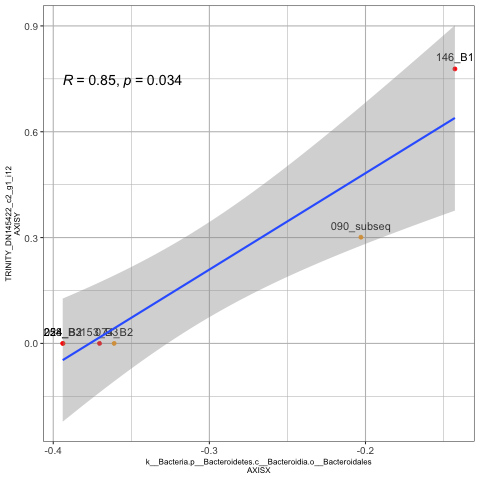 0.9
0.6
0.3
0.0
R = 0.85, p = 0.034
146_B1
090_subseq
-0.4
-0.3
-0.2
k__Bacteria.p__Bacteroidetes.c__Bacteroidia.o__Bacteroidales
AXISX
TRINITY_DN145422_c2_g1_i12
AXISY